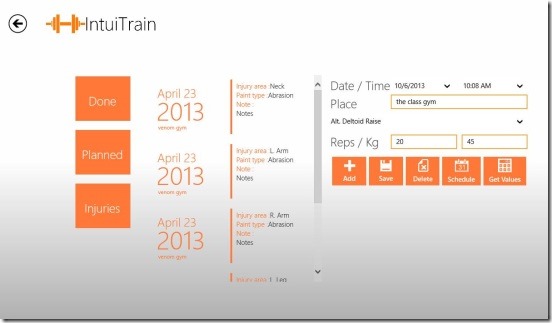 IntuiTrain
Done
Planned
Injuries
April 23
2013
venom gym
Injury area :Neck
Paint type :Abrasion
Note :
Notes
April 23
2013
venom gym
Injury area :L. Arm
Paint type :Abrasion
Note :
Notes
April 23
2013
venom gym
Injury area :R. Arm
Paint type :Abrasion
Note :
Notes
Injury area :L. Leg
Date / Time 10/6/2013 10:08 AM
Place the class gym
Alt. Deltoid Raise
Reps / Kg 20 45
Add Save Delete Schedule Get Values